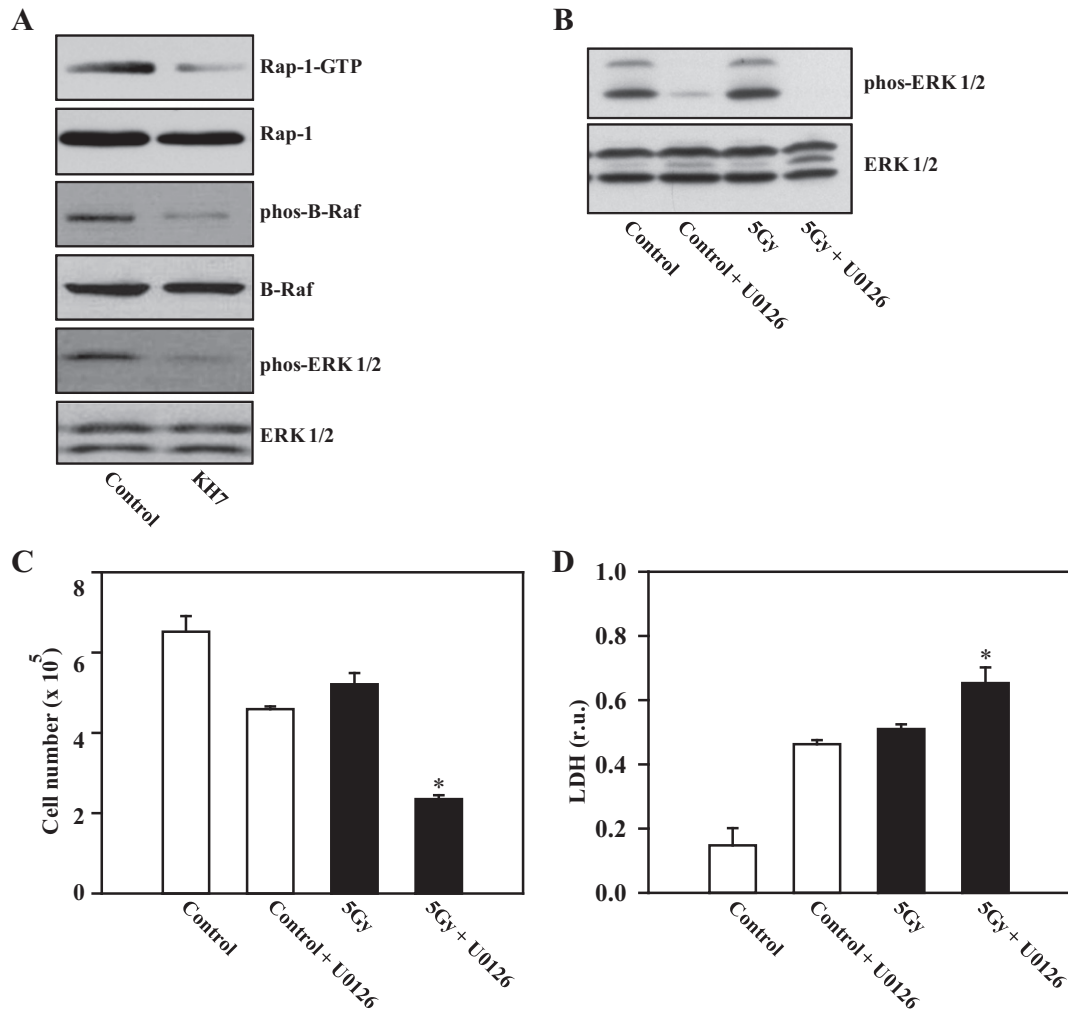 A
Rap-1-GTP
Rap-1
phos-B-Raf
B-Raf
phos-ERK 1/2
ERK 1/2
Control
KH7
B
phos-ERK 1/2
ERK 1/2
Control
Control + U0126
5Gy
5Gy + U0126
C
Cell number (x 10⁵)
8
6
4
2
0
*
Control
Control + U0126
5Gy
5Gy + U0126
D
LDH (r.u.)
1.0
0.8
0.6
0.4
0.2
0.0
*
Control
Control + U0126
5Gy
5Gy + U0126